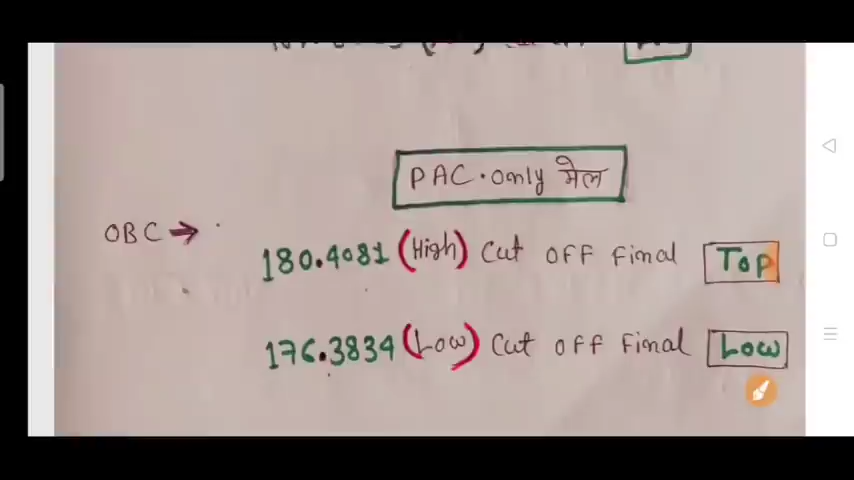 PAC.only मेल
OBC →
180.4081 (High) Cut OFF Final Top
176.3834 (Low) Cut OFF Final Low